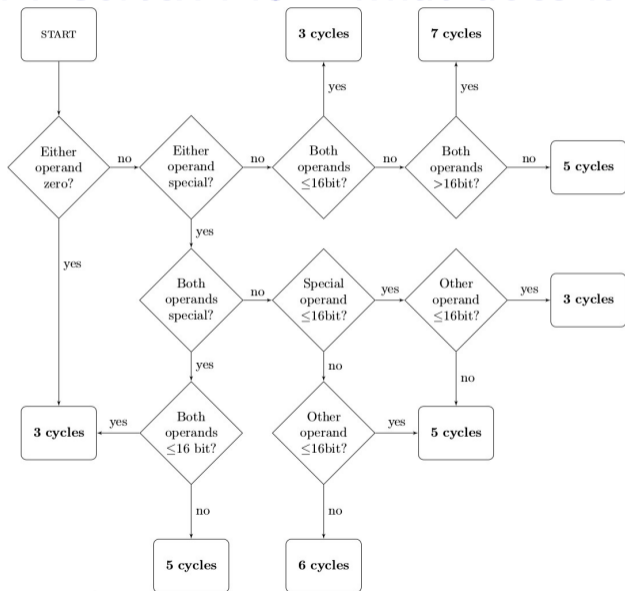 START
3 cycles
7 cycles
yes
yes
Either
operand
zero?
no
Either
operand
special?
no
Both
operands
≤16bit?
no
Both
operands
>16bit?
no
5 cycles
yes
yes
Both
operands
special?
no
Special
operand
≤16bit?
yes
Other
operand
≤16bit?
yes
3 cycles
yes
no
no
3 cycles
yes
Both
operands
≤16 bit?
Other
operand
≤16bit?
yes
5 cycles
no
no
5 cycles
6 cycles